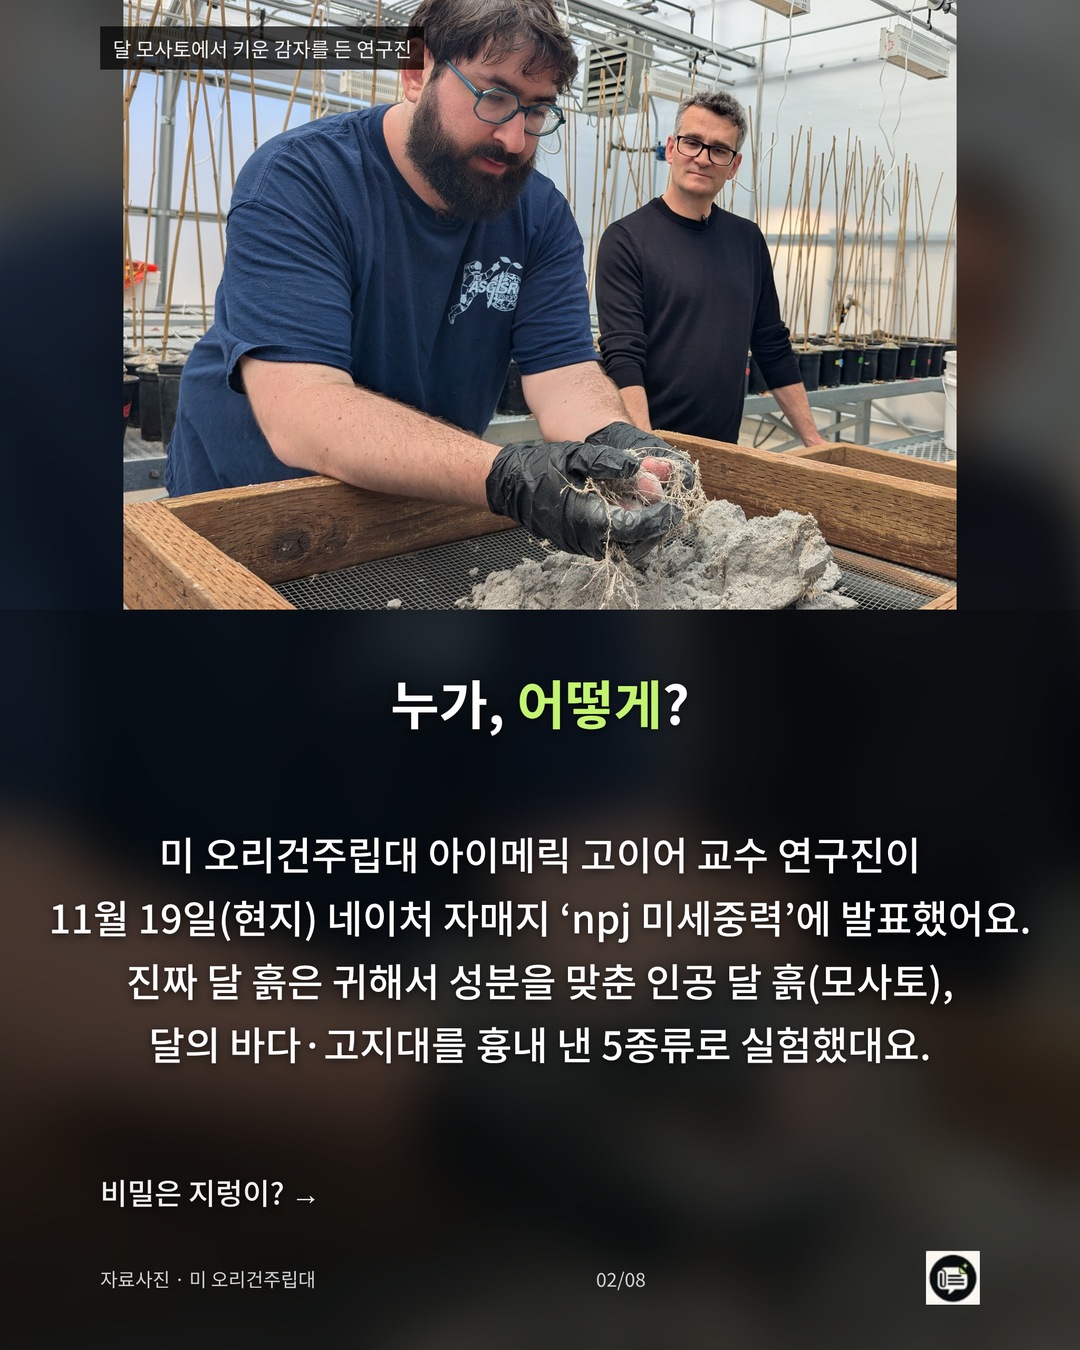 달 모사토에서 키운 감자를 든 연구진
ASGSR
누가, 어떻게?
미 오리건주립대 아이메릭 고이어 교수 연구진이
11월 19일(현지) 네이처 자매지 ‘npj 미세중력’에 발표했어요.
진짜 달 흙은 귀해서 성분을 맞춘 인공 달 흙(모사토),
달의 바다·고지대를 흉내 낸 5종류로 실험했대요.
비밀은 지렁이? →
자료사진 · 미 오리건주립대
02/08